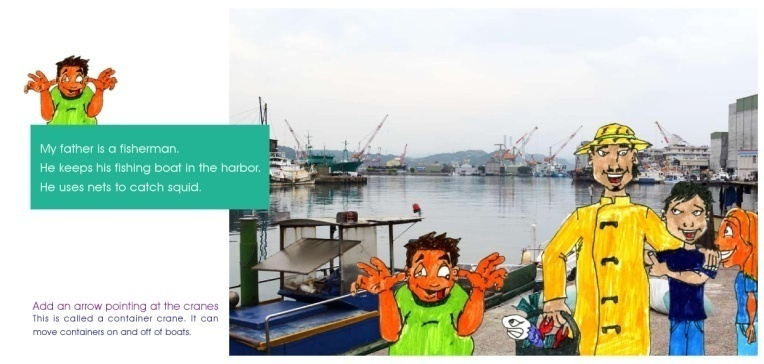 My father is a fisherman.
He keeps his fishing boat in the harbor.
He uses nets to catch squid.
Add an arrow pointing at the cranes
This is called a container crane. It can
move containers on and off of boats.